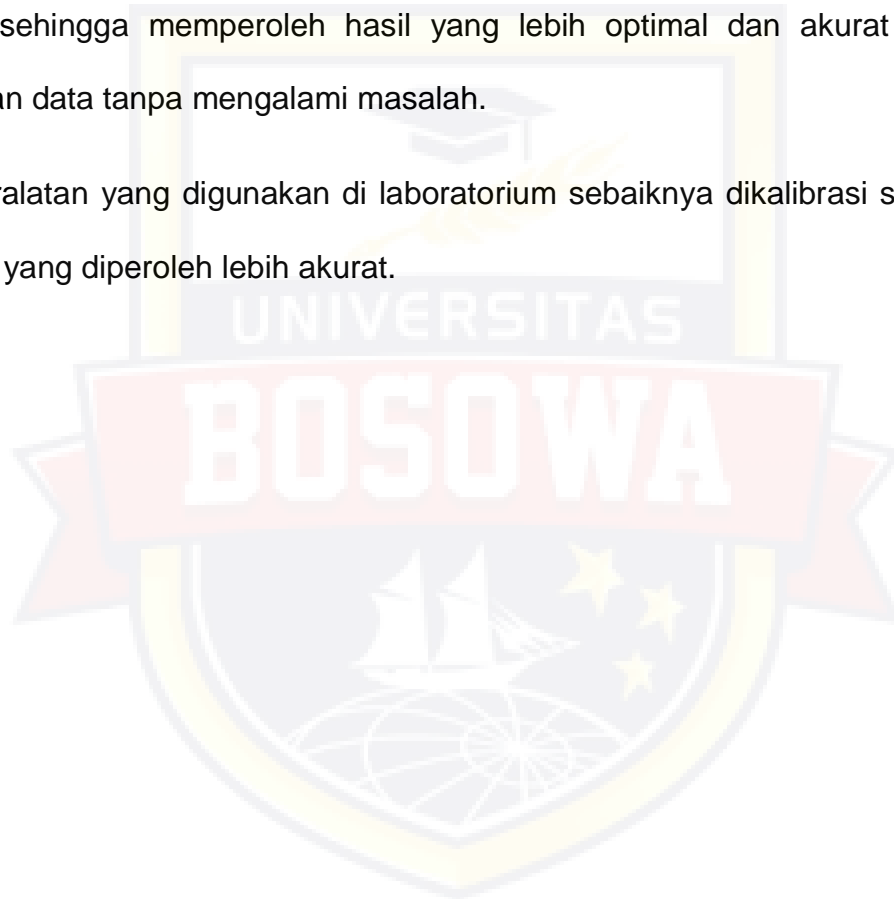 sehingga memperoleh hasil yang lebih optimal dan akurat
an data tanpa mengalami masalah.
ralatan yang digunakan di laboratorium sebaiknya dikalibrasi s
yang diperoleh lebih akurat.
UNIVERSITAS
BOSOWA